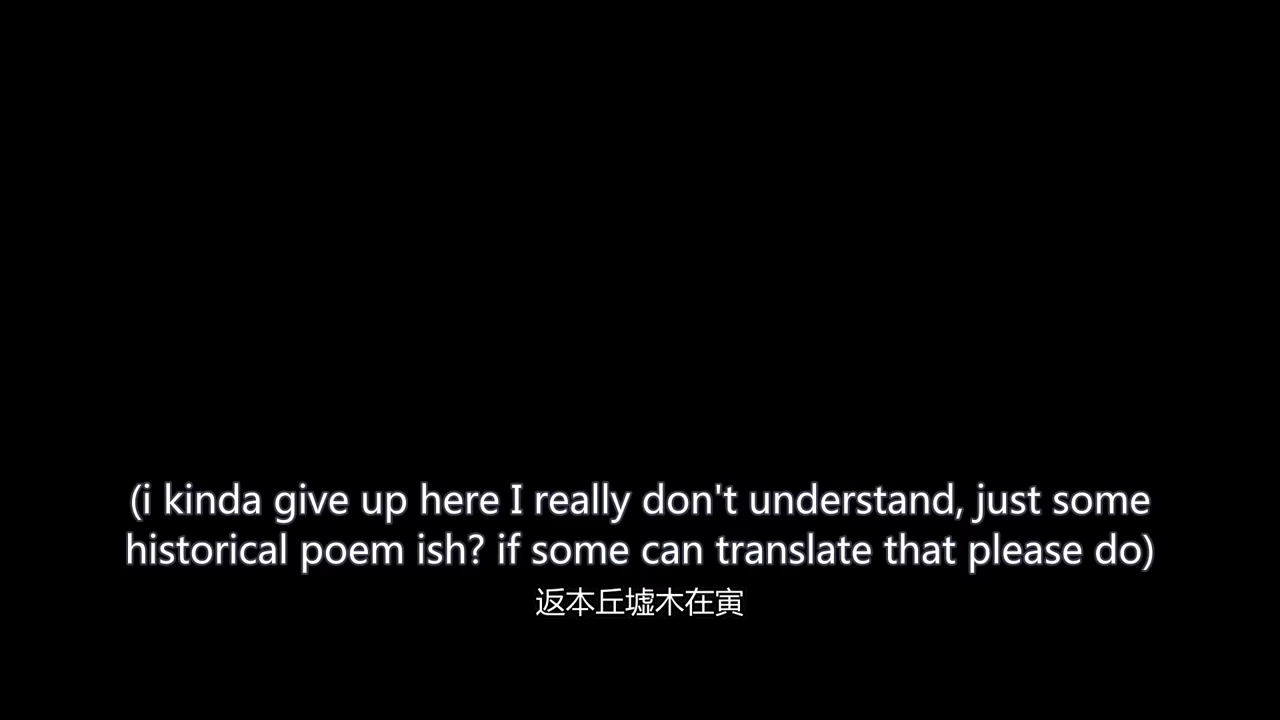 (i kinda give up here I really don't understand, just some
historical poem ish? if some can translate that please do)
返本丘墟木在寅